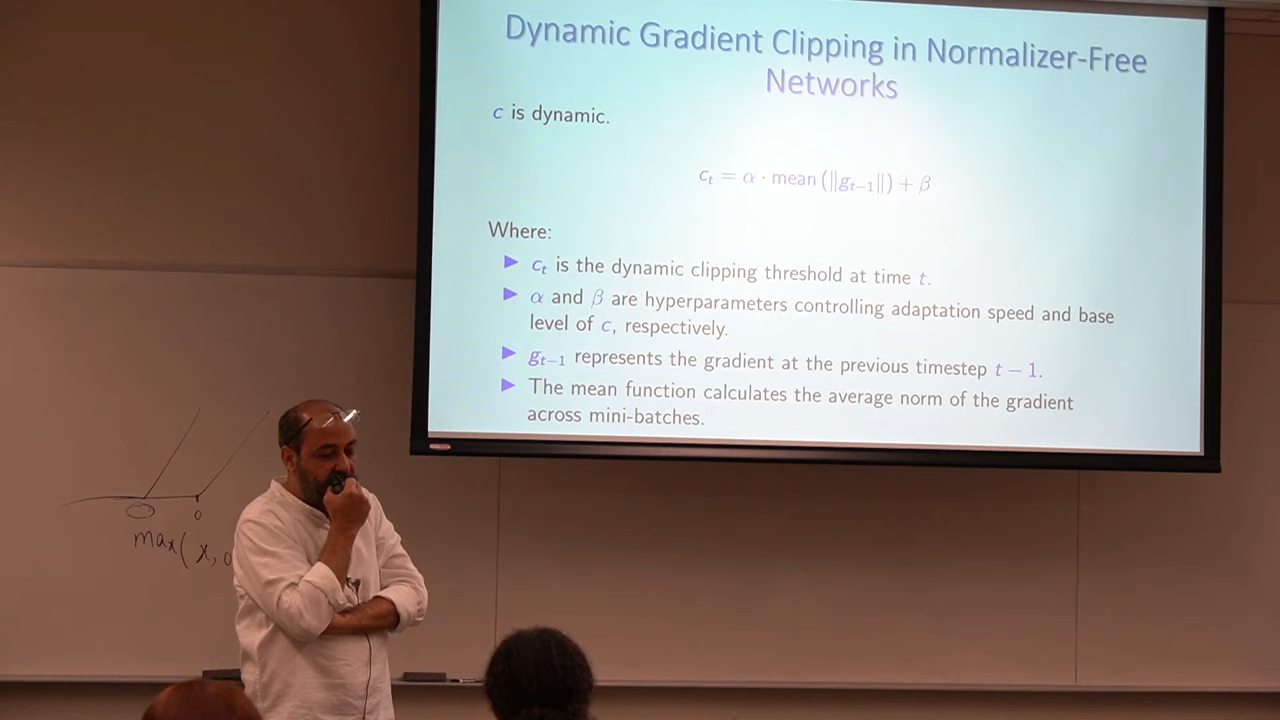 Dynamic Gradient Clipping in Normalizer-Free
Networks
c is dynamic.
c_t = α · mean (‖g_{t−1}‖) + β
Where:
▶ c_t is the dynamic clipping threshold at time t.
▶ α and β are hyperparameters controlling adaptation speed and base
level of c, respectively.
▶ g_{t−1} represents the gradient at the previous timestep t − 1.
▶ The mean function calculates the average norm of the gradient
across mini-batches.
0
max( x, 0